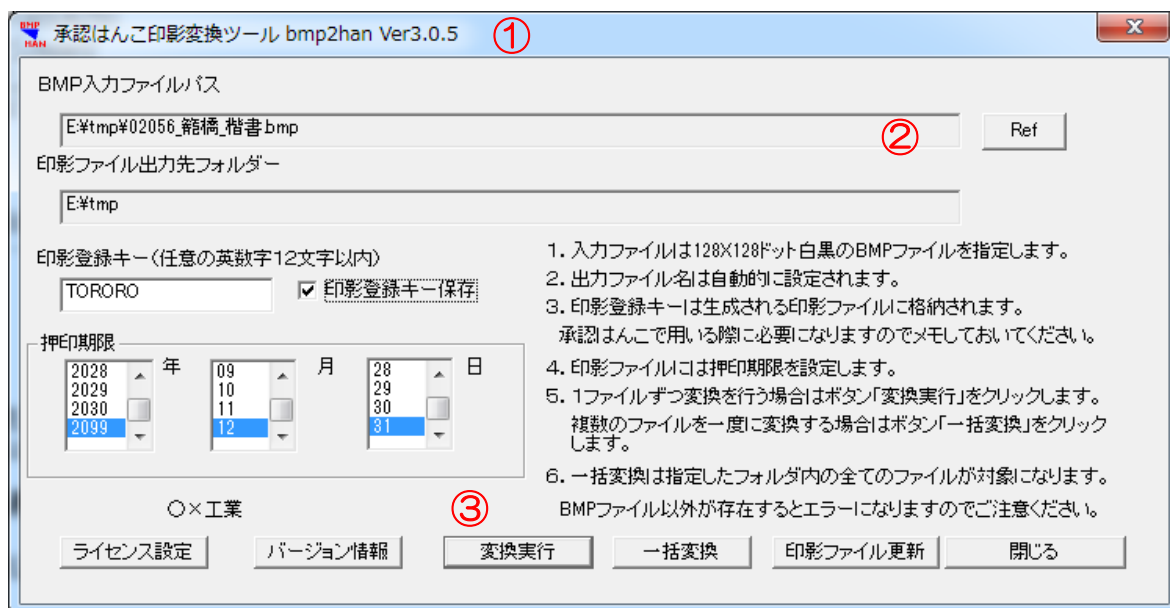 BMP HAN 承認はんこ印影変換ツール bmp2han Ver3.0.5 ①
BMP入力ファイルパス
E:¥tmp¥02056_箱橋_楷書.bmp ② Ref
印影ファイル出力先フォルダー
E:¥tmp
印影登録キー(任意の英数字12文字以内)
TORORO 印影登録キー保存
押印期限
2028 年 09 月 28 日
2029 10 29
2030 11 30
2099 12 31
1. 入力ファイルは128X128ドット白黒のBMPファイルを指定します。
2. 出力ファイル名は自動的に設定されます。
3. 印影登録キーは生成される印影ファイルに格納されます。
承認はんこで用いる際に必要になりますのでメモしておいてください。
4. 印影ファイルには押印期限を設定します。
5. 1ファイルずつ変換を行う場合はボタン「変換実行」をクリックします。
複数のファイルを一度に変換する場合はボタン「一括変換」をクリック
します。
6. 一括変換は指定したフォルダ内の全てのファイルが対象になります。
BMPファイル以外が存在するとエラーになりますのでご注意ください。
○×工業 ③
ライセンス設定 バージョン情報 変換実行 一括変換 印影ファイル更新 閉じる